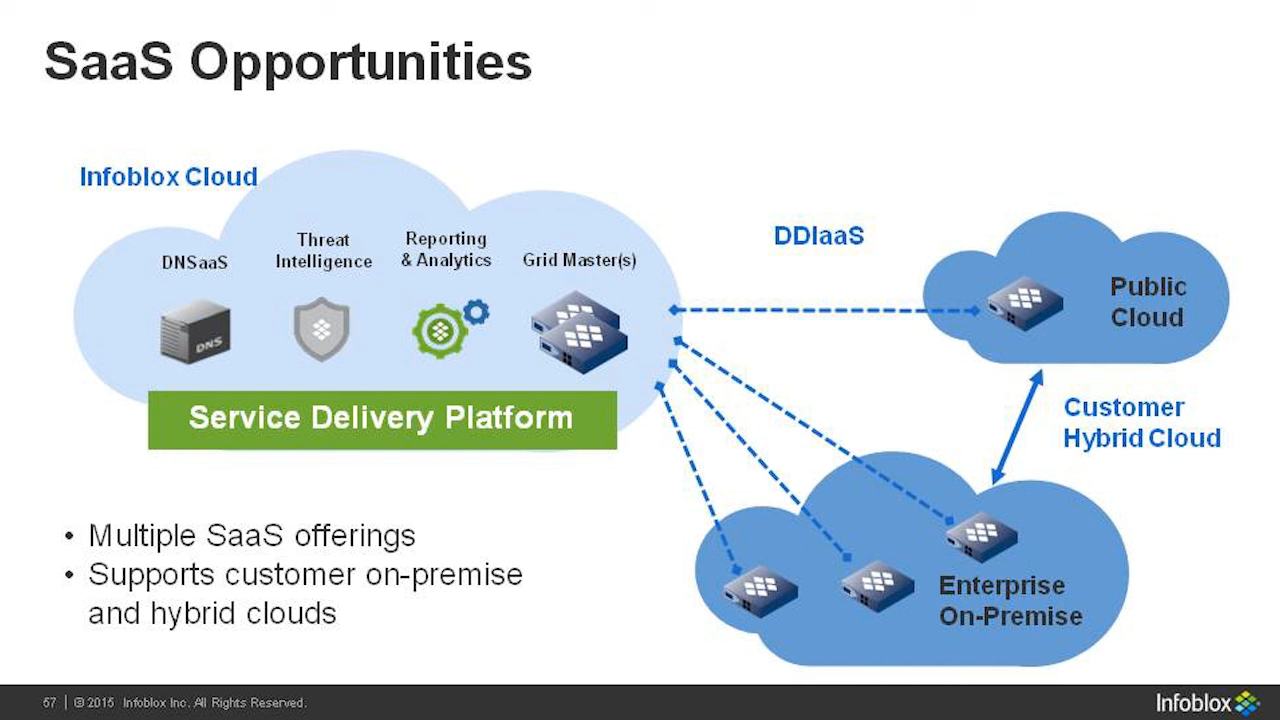 SaaS Opportunities
Infoblox Cloud
DNSaaS
Threat
Intelligence
Reporting
& Analytics
Grid Master(s)
DNS
Service Delivery Platform
DDIaaS
Public
Cloud
Customer
Hybrid Cloud
Enterprise
On-Premise
• Multiple SaaS offerings
• Supports customer on-premise
and hybrid clouds
57 | © 2015 Infoblox Inc. All Rights Reserved.
Infoblox